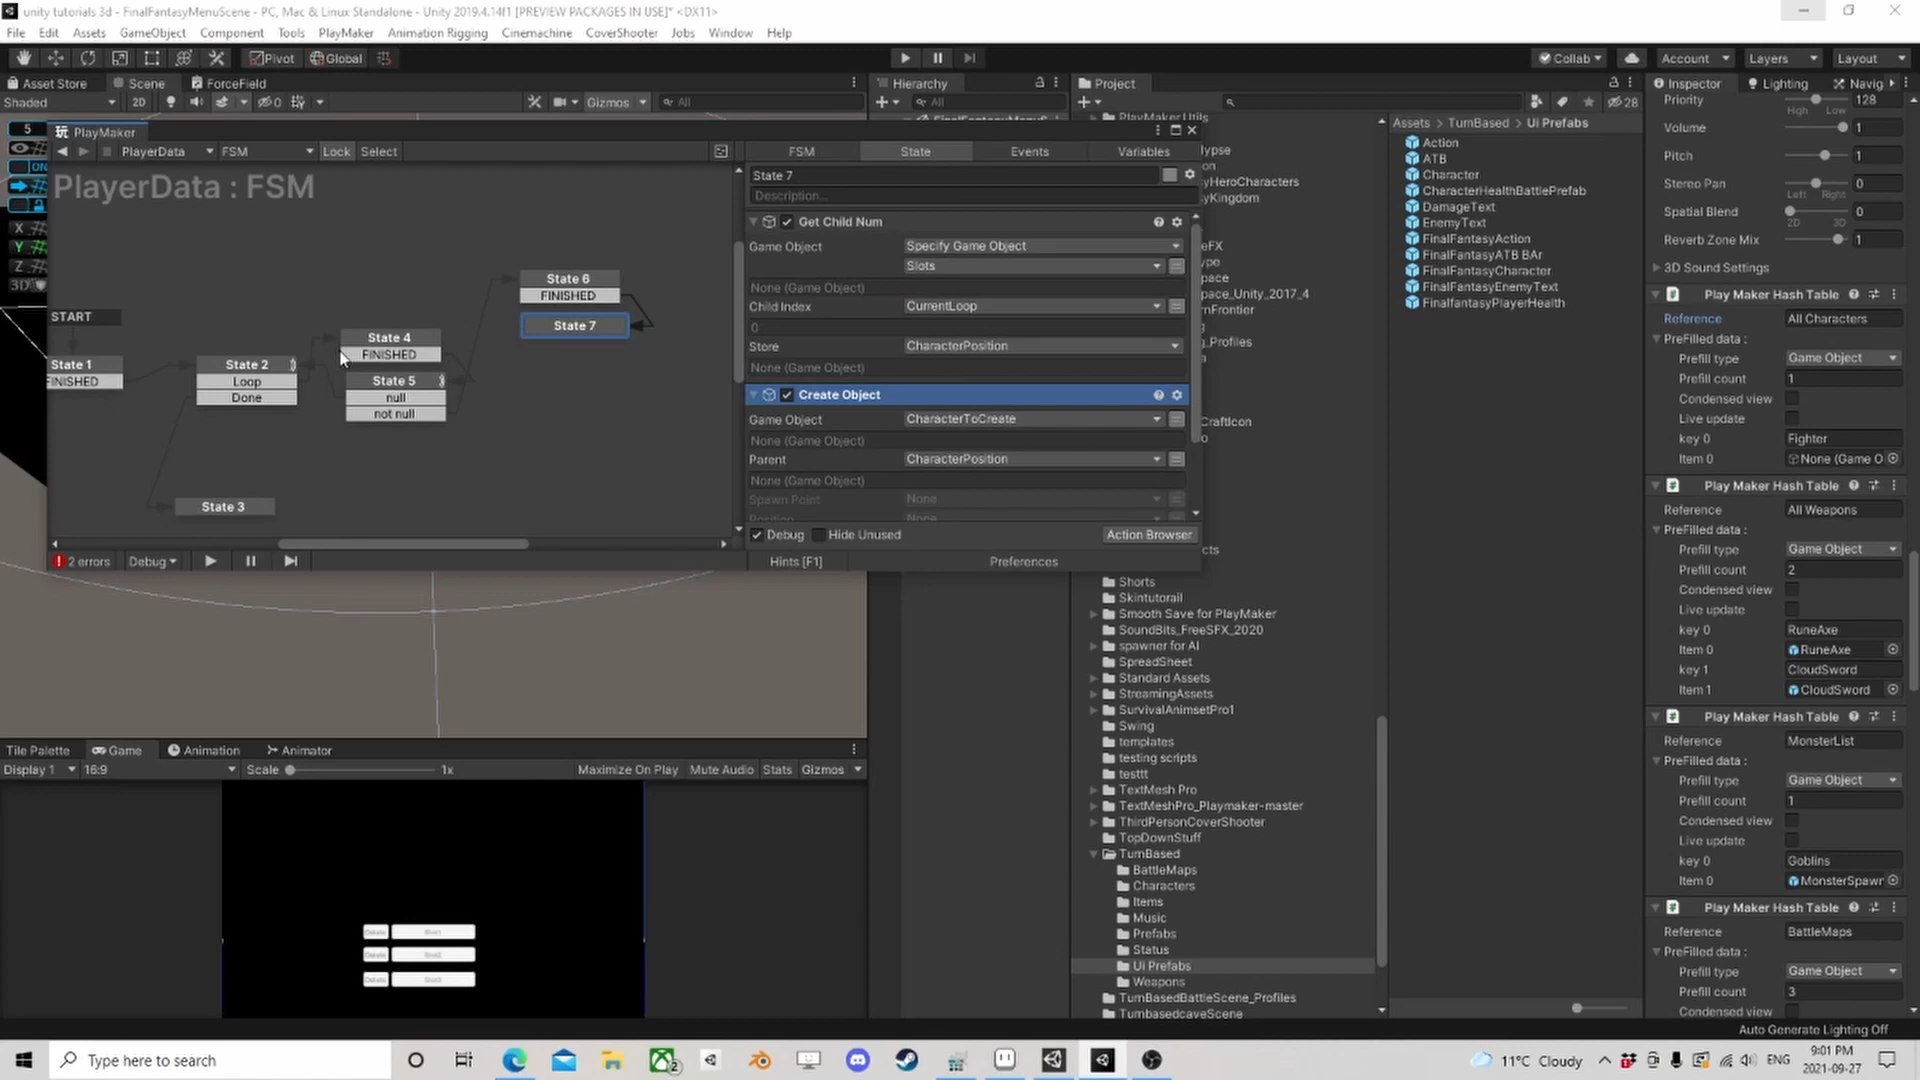 unity tutorials 3d - FinalFantasyMenuScene - PC, Mac & Linux Standalone - Unity 2019.4.14f1 [PREVIEW PACKAGES IN USE]* <DX11>
File Edit Assets GameObject Component Tools PlayMaker Animation Rigging Cinemachine CoverShooter Jobs Window Help
Pivot Global Collab Account Layers Layout
Asset Store Scene ForceField Hierarchy Project Inspector Lighting Navig
Shaded 2D 0 Gizmos All All 28
5
ON
X
Y
Z
3D
PlayMaker
PlayerData FSM Lock Select
PlayerData : FSM
START
State 1
FINISHED
State 2
Loop
Done
State 3
State 4
FINISHED
State 5
null
not null
State 6
FINISHED
State 7
2 errors Debug
FSM State Events Variables
State 7
Description...
Get Child Num
Game Object Specify Game Object
Slots
None (Game Object)
Child Index CurrentLoop
0
Store CharacterPosition
None (Game Object)
Create Object
Game Object CharacterToCreate
None (Game Object)
Parent CharacterPosition
None (Game Object)
Spawn Point None
Position None
Debug Hide Unused Action Browser
Hints [F1] Preferences
PlayMaker Utils
Shorts
Skintutorail
Smooth Save for PlayMaker
SoundBits_FreeSFX_2020
spawner for AI
SpreadSheet
Standard Assets
StreamingAssets
SurvivalAnimsetPro1
Swing
templates
testing scripts
testtt
TextMesh Pro
TextMeshPro_Playmaker-master
ThirdPersonCoverShooter
TopDownStuff
TurnBased
BattleMaps
Characters
Items
Music
Prefabs
Status
Ui Prefabs
Weapons
TurnBasedBattleScene_Profiles
TurnbasedcaveScene
Assets > TurnBased > Ui Prefabs
Action
ATB
Character
CharacterHealthBattlePrefab
DamageText
EnemyText
FinalFantasyAction
FinalFantasyATB BAr
FinalFantasyCharacter
FinalFantasyEnemyText
FinalfantasyPlayerHealth
Priority 128
High Low
Volume 1
Pitch 1
Stereo Pan 0
Left Right
Spatial Blend 0
2D 3D
Reverb Zone Mix 1
3D Sound Settings
Play Maker Hash Table
Reference All Characters
PreFilled data :
Prefill type Game Object
Prefill count 1
Condensed view
Live update
key 0 Fighter
Item 0 None (Game O
Play Maker Hash Table
Reference All Weapons
PreFilled data :
Prefill type Game Object
Prefill count 2
Condensed view
Live update
key 0 RuneAxe
Item 0 RuneAxe
key 1 CloudSword
Item 1 CloudSword
Play Maker Hash Table
Reference MonsterList
PreFilled data :
Prefill type Game Object
Prefill count 1
Condensed view
Live update
key 0 Goblins
Item 0 MonsterSpawr
Play Maker Hash Table
Reference BattleMaps
PreFilled data :
Prefill type Game Object
Prefill count 3
Condensed view
Auto Generate Lighting Off
Tile Palette Game Animation Animator
Display 1 16:9 Scale 1x Maximize On Play Mute Audio Stats Gizmos
Type here to search
2
11°C Cloudy ENG 9:01 PM
2021-09-27